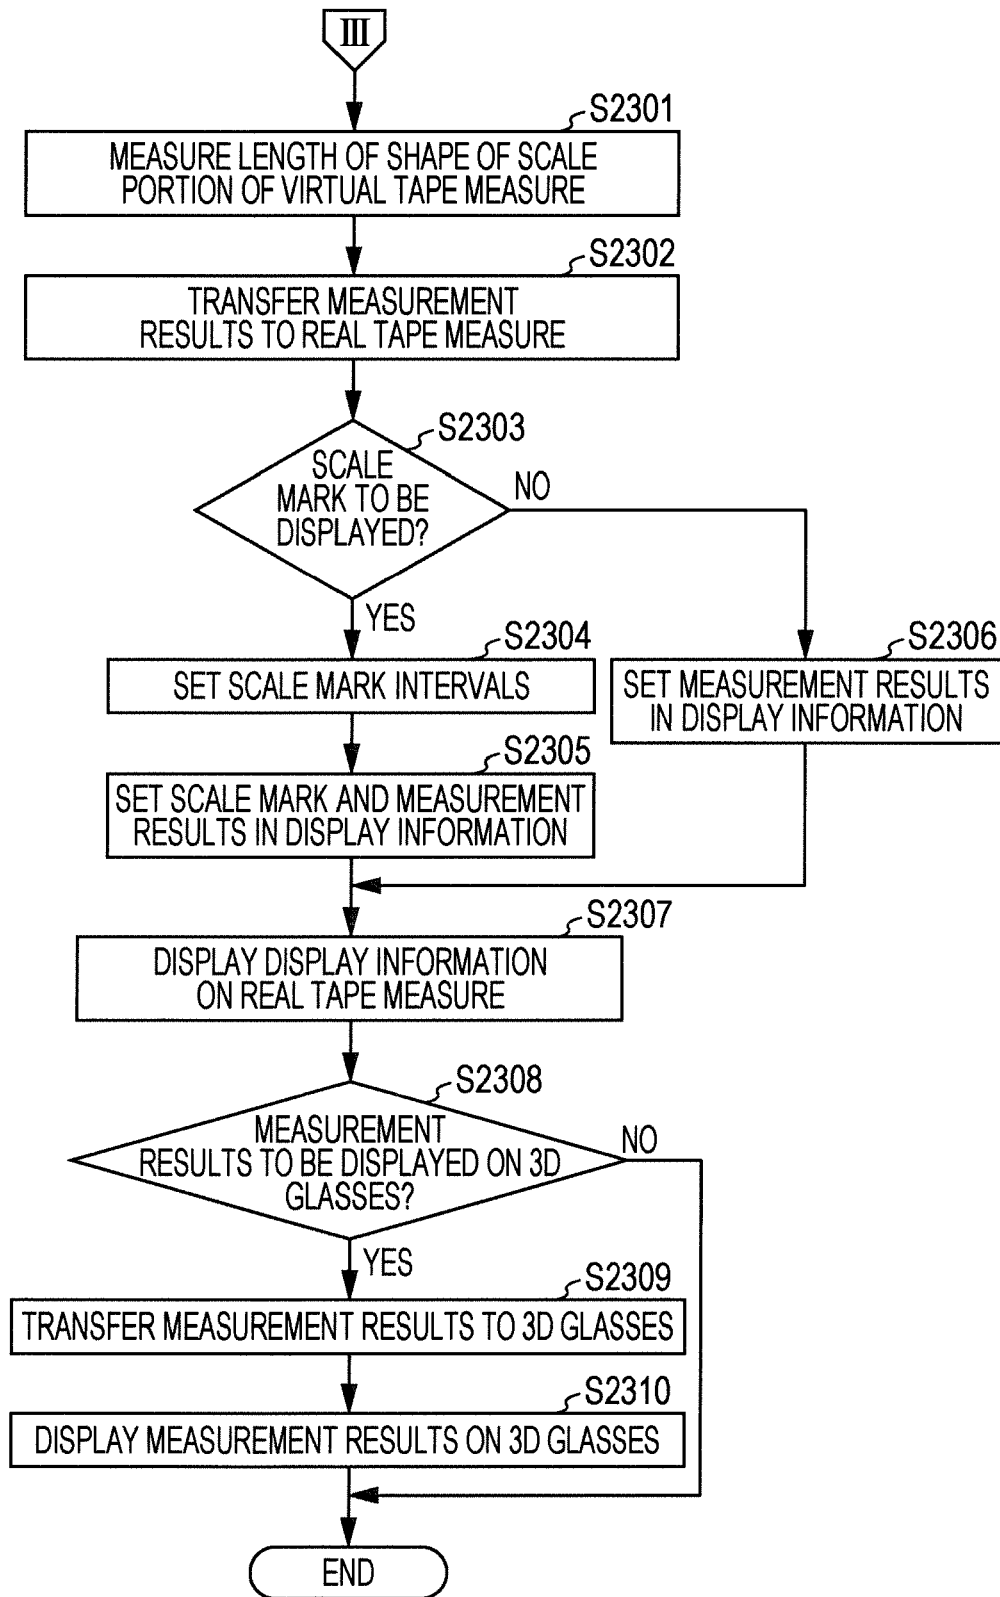 III
S2301
MEASURE LENGTH OF SHAPE OF SCALE
PORTION OF VIRTUAL TAPE MEASURE
S2302
TRANSFER MEASUREMENT
RESULTS TO REAL TAPE MEASURE
S2303
SCALE
MARK TO BE
DISPLAYED?
NO
YES
S2304
SET SCALE MARK INTERVALS
S2306
SET MEASUREMENT RESULTS
IN DISPLAY INFORMATION
S2305
SET SCALE MARK AND MEASUREMENT
RESULTS IN DISPLAY INFORMATION
S2307
DISPLAY DISPLAY INFORMATION
ON REAL TAPE MEASURE
S2308
MEASUREMENT
RESULTS TO BE DISPLAYED ON 3D
GLASSES?
NO
YES
S2309
TRANSFER MEASUREMENT RESULTS TO 3D GLASSES
S2310
DISPLAY MEASUREMENT RESULTS ON 3D GLASSES
END